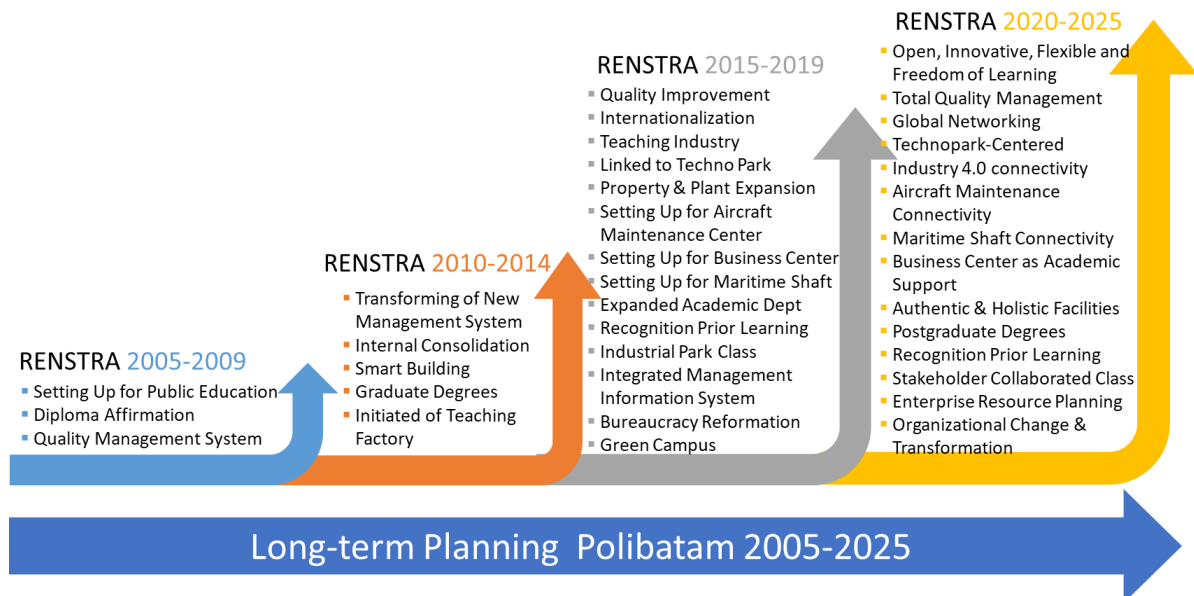 RENSTRA 2005-2009
Setting Up for Public Education
Diploma Affirmation
Quality Management System
RENSTRA 2010-2014
Transforming of New
Management System
Internal Consolidation
Smart Building
Graduate Degrees
Initiated of Teaching
Factory
RENSTRA 2015-2019
Quality Improvement
Internationalization
Teaching Industry
Linked to Techno Park
Property & Plant Expansion
Setting Up for Aircraft
Maintenance Center
Setting Up for Business Center
Setting Up for Maritime Shaft
Expanded Academic Dept
Recognition Prior Learning
Industrial Park Class
Integrated Management
Information System
Bureaucracy Reformation
Green Campus
RENSTRA 2020-2025
Open, Innovative, Flexible and
Freedom of Learning
Total Quality Management
Global Networking
Technopark-Centered
Industry 4.0 connectivity
Aircraft Maintenance
Connectivity
Maritime Shaft Connectivity
Business Center as Academic
Support
Authentic & Holistic Facilities
Postgraduate Degrees
Recognition Prior Learning
Stakeholder Collaborated Class
Enterprise Resource Planning
Organizational Change &
Transformation
Long-term Planning Polibatam 2005-2025